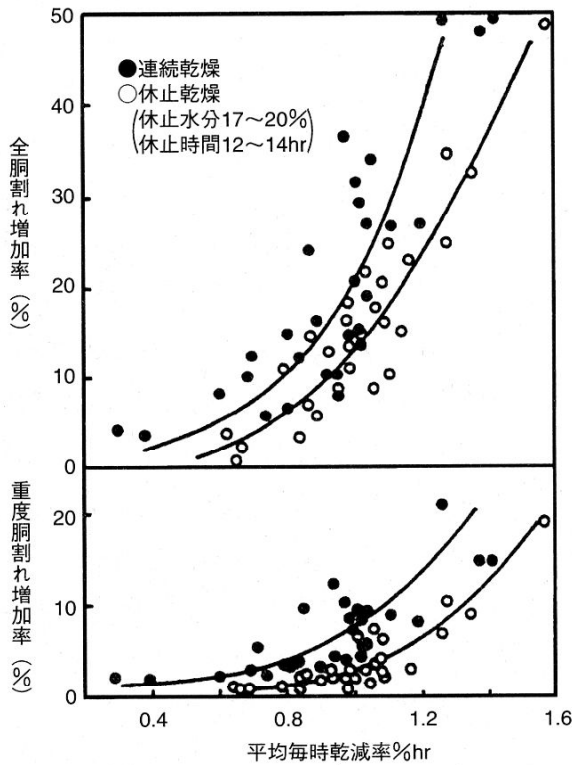 50
40
30
20
10
0
全胴割れ増加率（%）
●連続乾燥
○休止乾燥
(休止水分17～20%
休止時間12～14hr)
20
10
0
重度胴割れ増加率（%）
0.4 0.8 1.2 1.6
平均毎時乾減率%hr